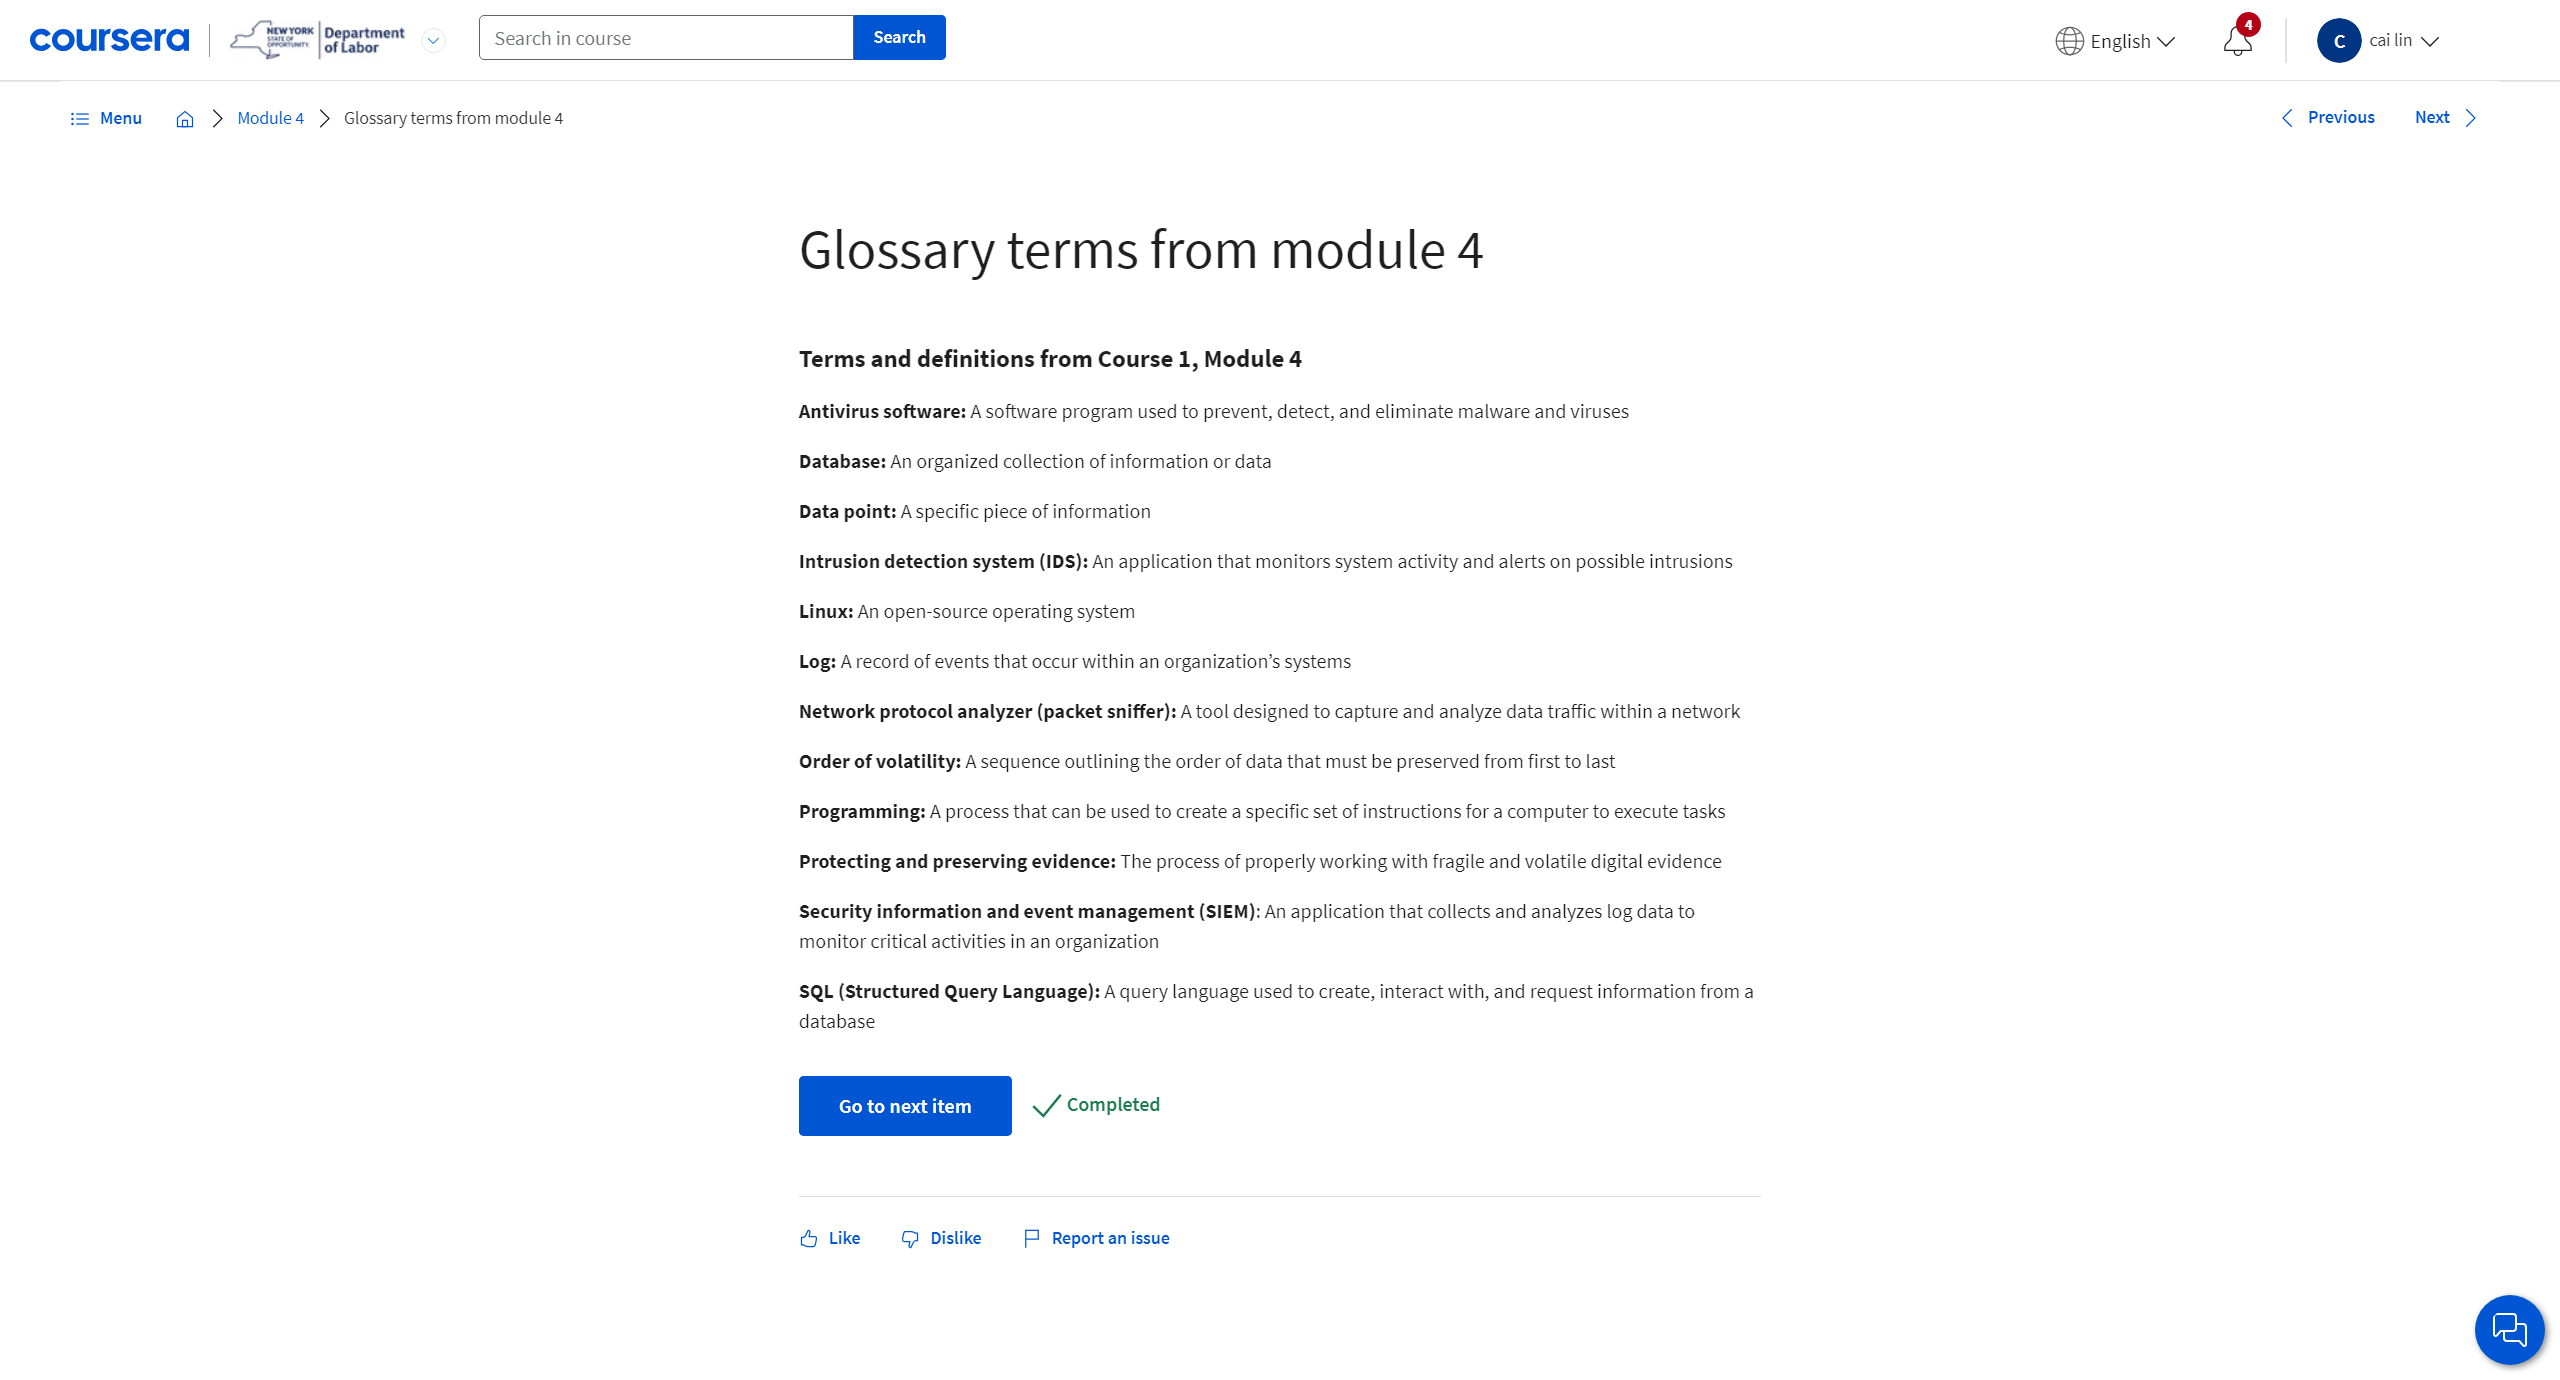 coursera
NEW YORK
STATE OF
OPPORTUNITY.
Department
of Labor
Search in course
Search
English
4
C
cai lin
Menu
Module 4
Glossary terms from module 4
Previous
Next
Glossary terms from module 4
Terms and definitions from Course 1, Module 4
Antivirus software: A software program used to prevent, detect, and eliminate malware and viruses
Database: An organized collection of information or data
Data point: A specific piece of information
Intrusion detection system (IDS): An application that monitors system activity and alerts on possible intrusions
Linux: An open-source operating system
Log: A record of events that occur within an organization’s systems
Network protocol analyzer (packet sniffer): A tool designed to capture and analyze data traffic within a network
Order of volatility: A sequence outlining the order of data that must be preserved from first to last
Programming: A process that can be used to create a specific set of instructions for a computer to execute tasks
Protecting and preserving evidence: The process of properly working with fragile and volatile digital evidence
Security information and event management (SIEM): An application that collects and analyzes log data to
monitor critical activities in an organization
SQL (Structured Query Language): A query language used to create, interact with, and request information from a
database
Go to next item
Completed
Like
Dislike
Report an issue